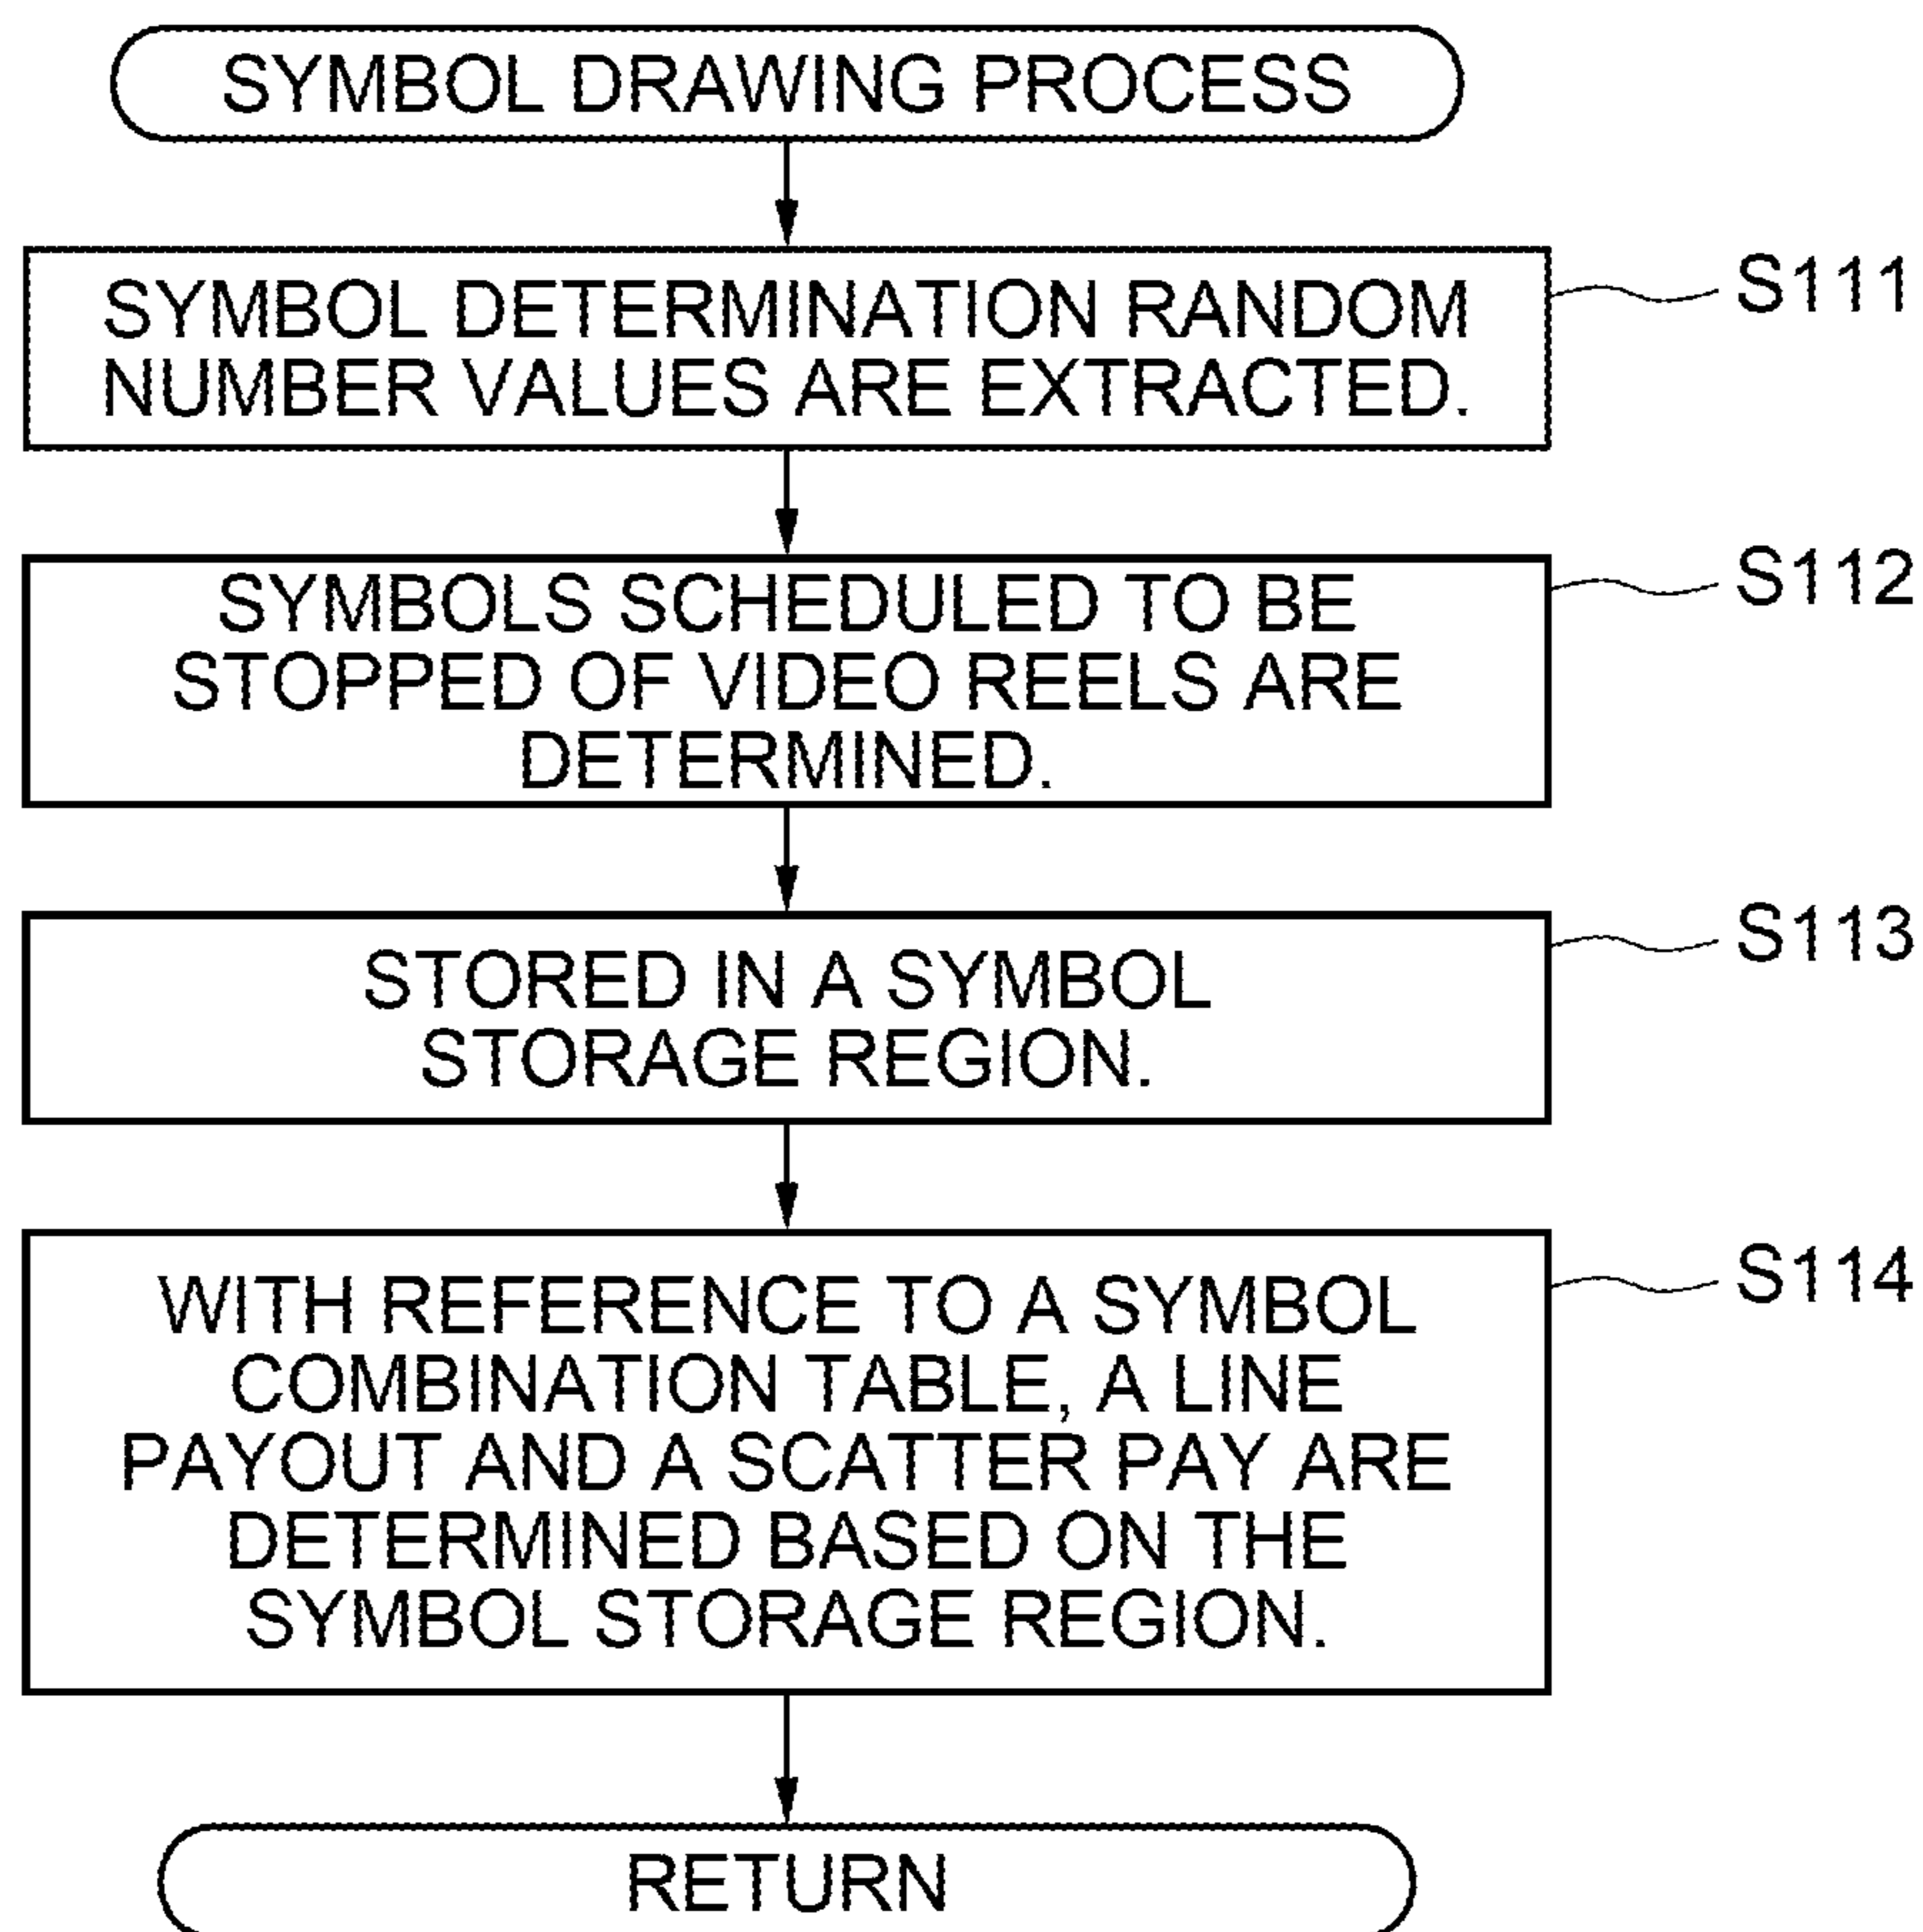 SYMBOL DRAWING PROCESS
SYMBOL DETERMINATION RANDOM
NUMBER VALUES ARE EXTRACTED.
S111
SYMBOLS SCHEDULED TO BE
STOPPED OF VIDEO REELS ARE
DETERMINED.
S112
STORED IN A SYMBOL
STORAGE REGION.
S113
WITH REFERENCE TO A SYMBOL
COMBINATION TABLE, A LINE
PAYOUT AND A SCATTER PAY ARE
DETERMINED BASED ON THE
SYMBOL STORAGE REGION.
S114
RETURN